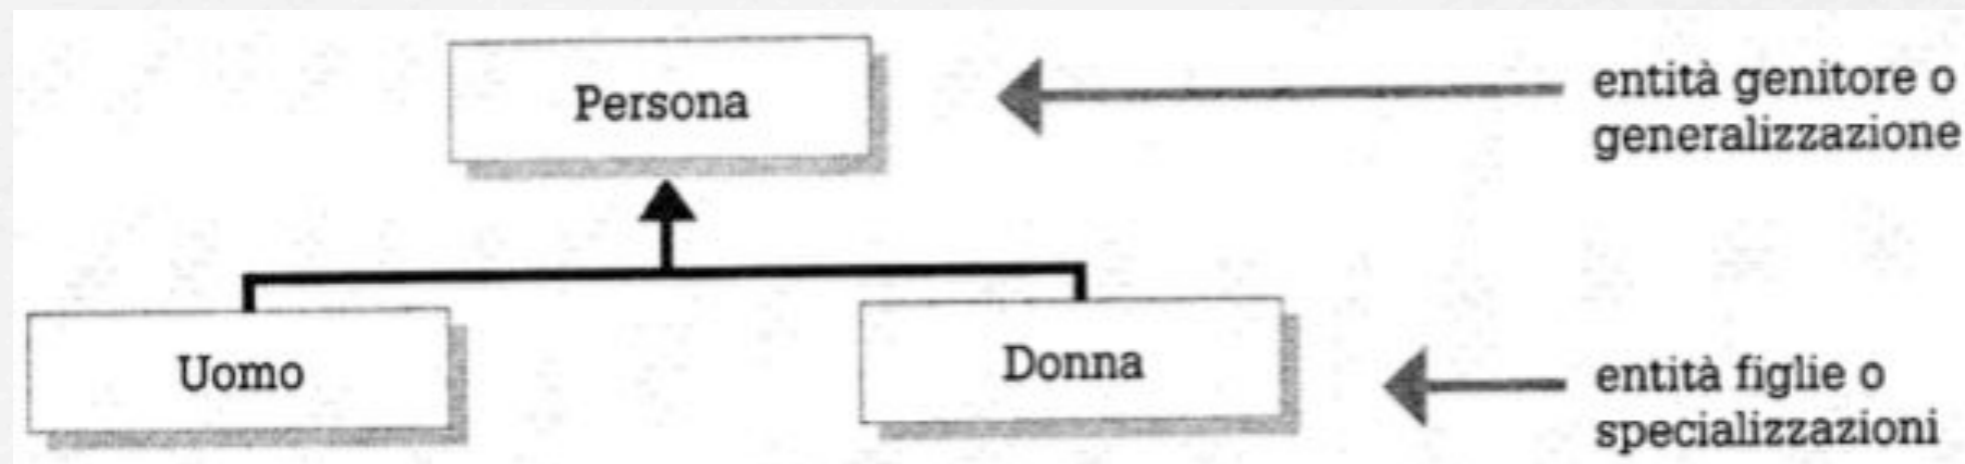 Persona
entità genitore o
generalizzazione
Uomo
Donna
entità figlie o
specializzazioni